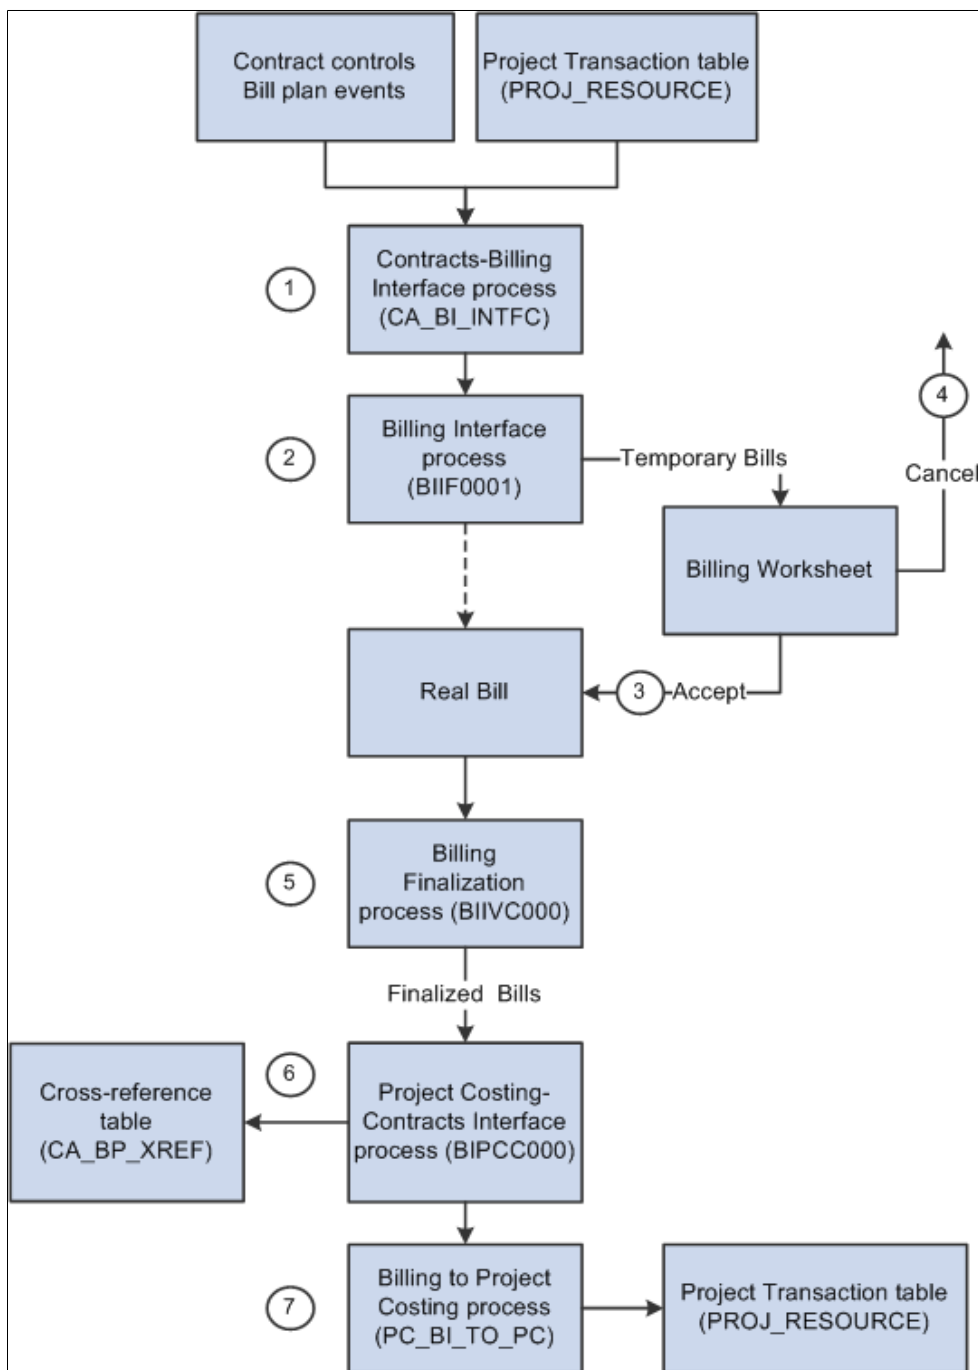 Contract controls
Bill plan events
Project Transaction table
(PROJ_RESOURCE)
1
Contracts-Billing
Interface process
(CA_BI_INTFC)
2
Billing Interface
process
(BIIF0001)
Temporary Bills
4
Cancel
Billing Worksheet
Real Bill
3
Accept
5
Billing
Finalization
process (BIIVC000)
Finalized Bills
Cross-reference
table
(CA_BP_XREF)
6
Project Costing-
Contracts Interface
process (BIPCC000)
7
Billing to Project
Costing process
(PC_BI_TO_PC)
Project Transaction table
(PROJ_RESOURCE)